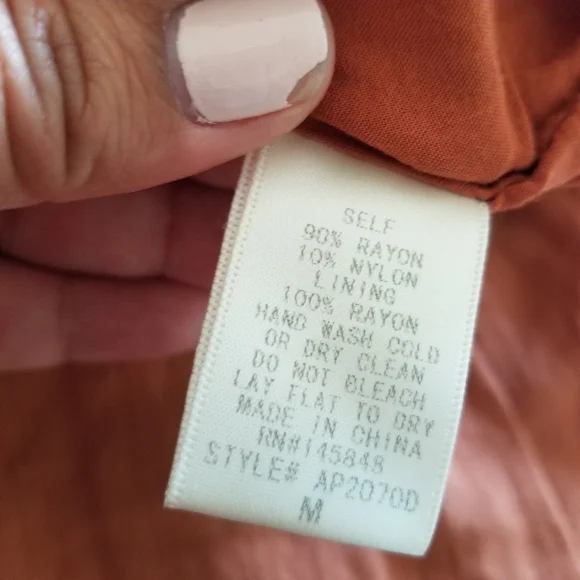 SELF
90% RAYON
10% NYLON
LINING
100% RAYON
HAND WASH COLD
OR DRY CLEAN
DO NOT BLEACH
LAY FLAT TO DRY
MADE IN CHINA
RN#145848
STYLE# AP2070D
M